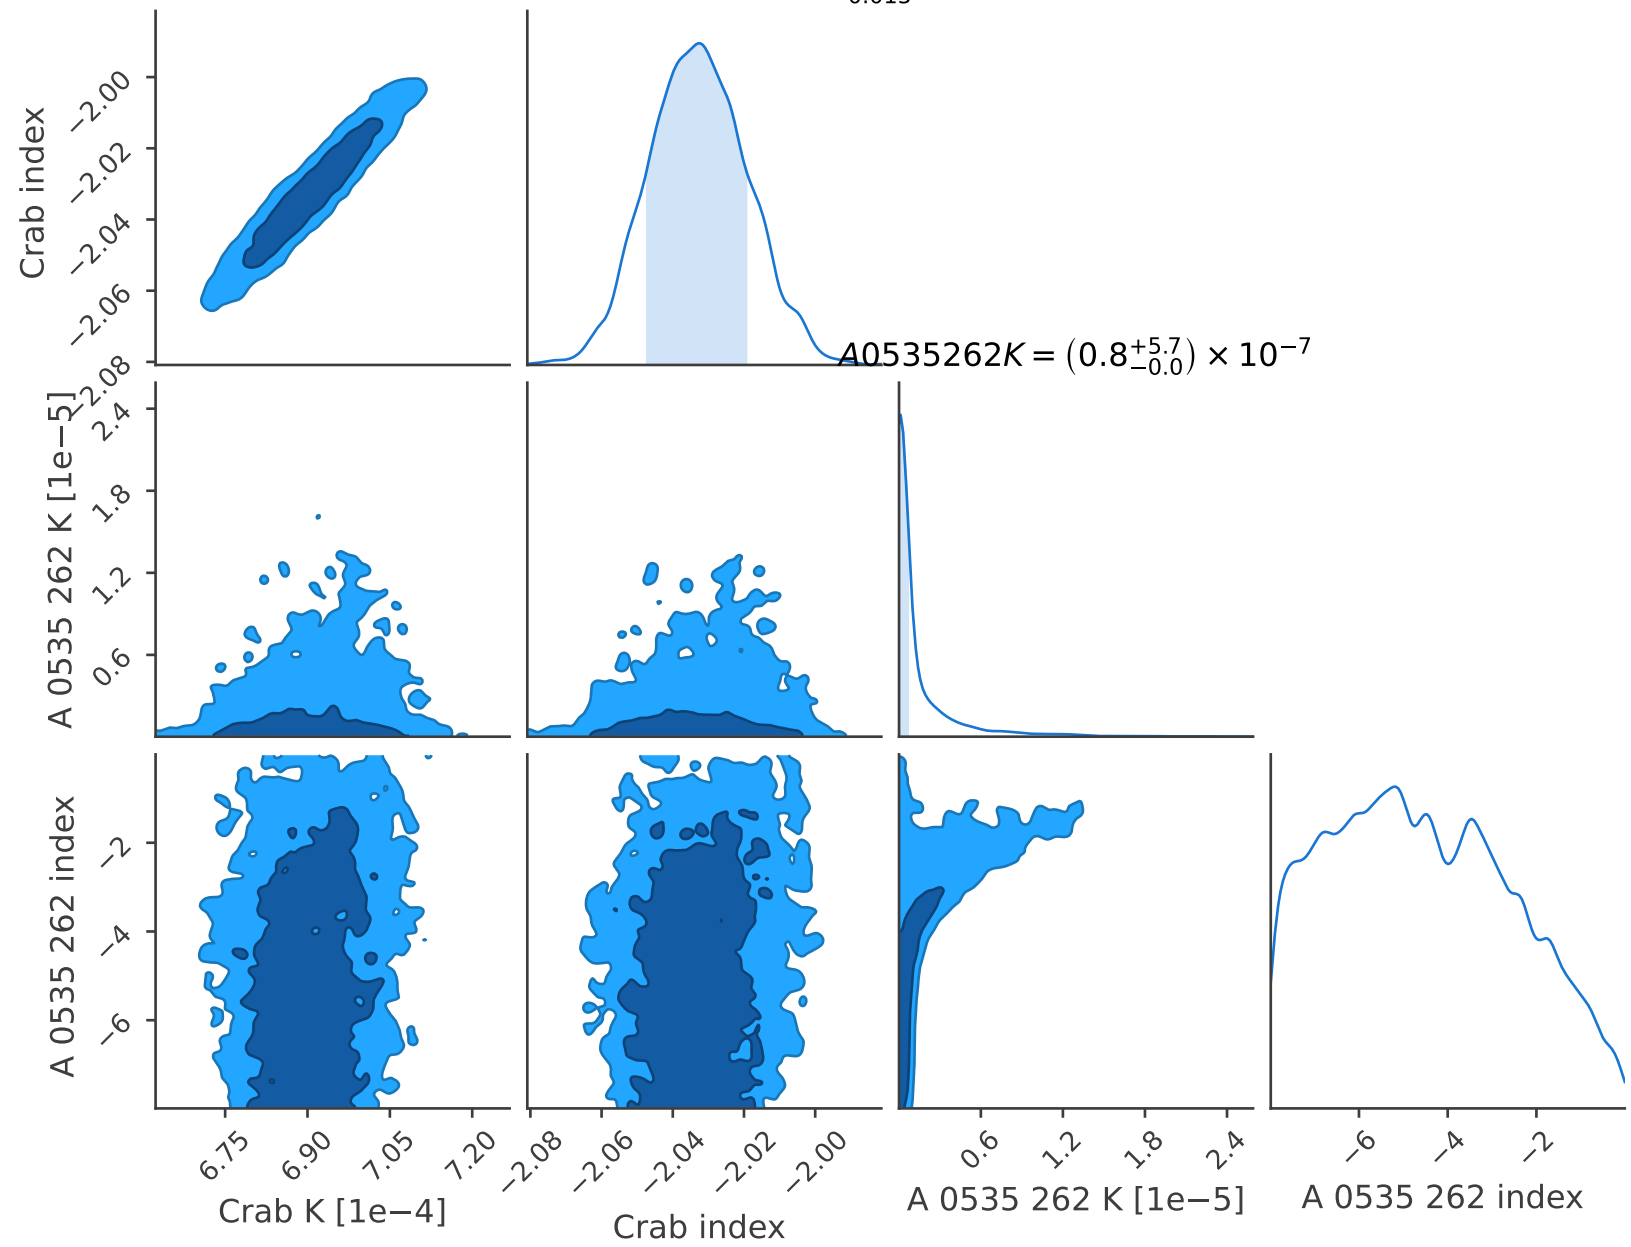 0.013
Crab index
−2.00
−2.02
−2.04
−2.06
−2.08
A0535262K = (0.8 +5.7 −0.0) × 10⁻⁷
A 0535 262 K [1e−5]
2.4
1.8
1.2
0.6
A 0535 262 index
−2
−4
−6
6.75 6.90 7.05 7.20
−2.08 −2.06 −2.04 −2.02 −2.00
0.6 1.2 1.8 2.4
−6 −4 −2
Crab K [1e−4]
Crab index
A 0535 262 K [1e−5]
A 0535 262 index